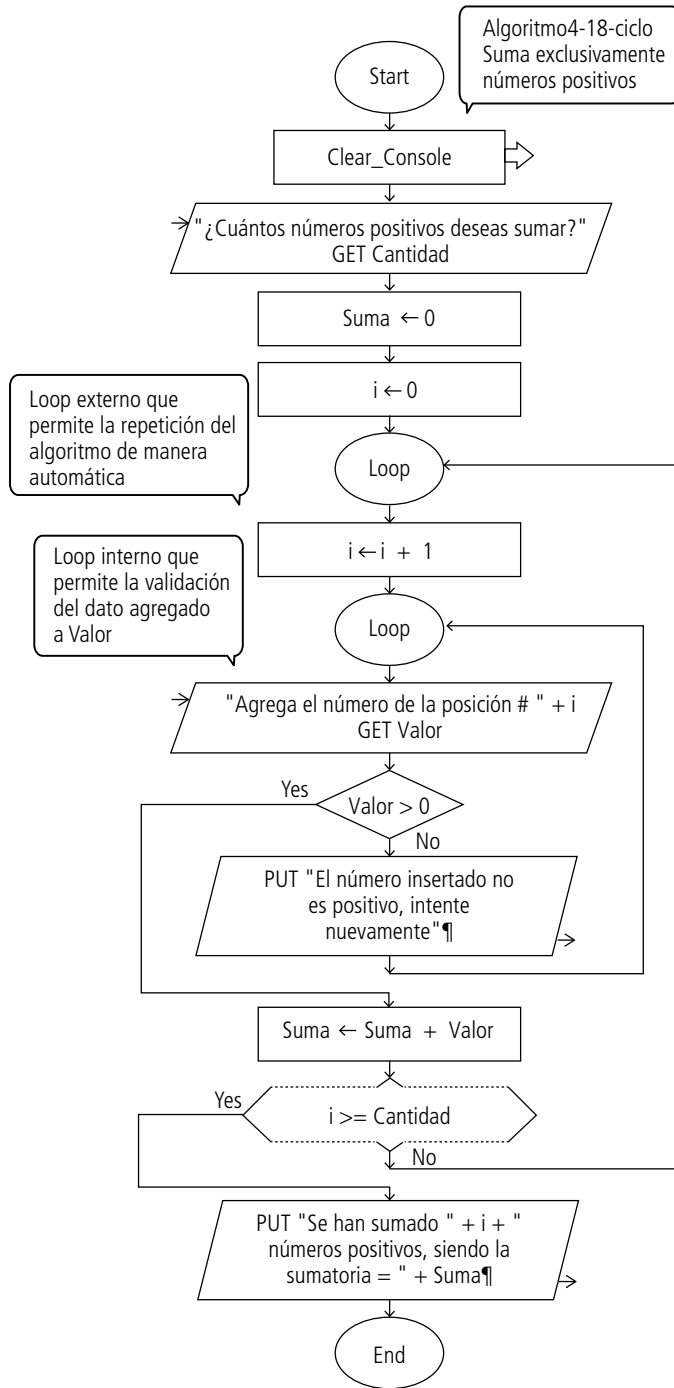 Algoritmo4-18-ciclo
Suma exclusivamente
números positivos
Start
Clear_Console
"¿Cuántos números positivos deseas sumar?"
GET Cantidad
Suma ← 0
i ← 0
Loop externo que
permite la repetición del
algoritmo de manera
automática
Loop
i ← i + 1
Loop interno que
permite la validación
del dato agregado
a Valor
Loop
"Agrega el número de la posición # " + i
GET Valor
Yes
Valor > 0
No
PUT "El número insertado no
es positivo, intente
nuevamente"¶
Suma ← Suma + Valor
Yes
i >= Cantidad
No
PUT "Se han sumado " + i + "
números positivos, siendo la
sumatoria = " + Suma¶
End